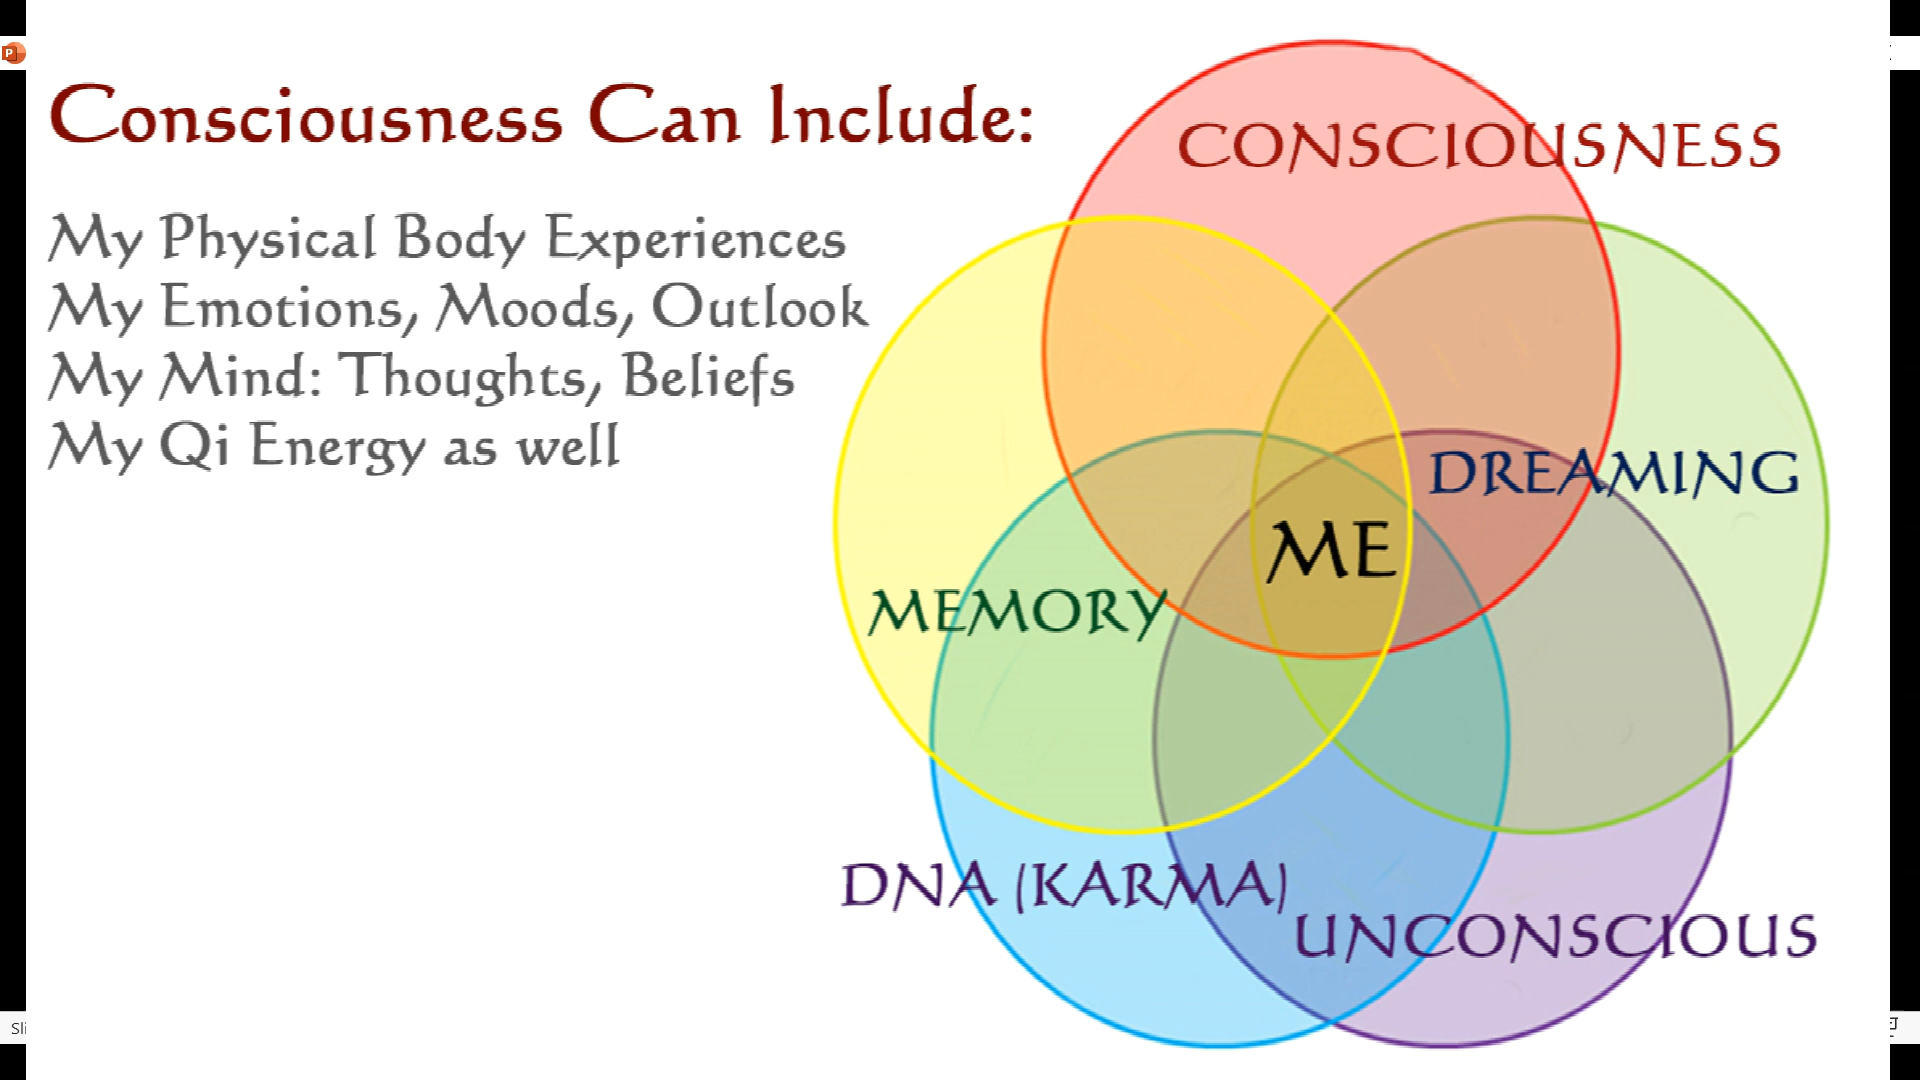 Consciousness Can Include:
My Physical Body Experiences
My Emotions, Moods, Outlook
My Mind: Thoughts, Beliefs
My Qi Energy as well
CONSCIOUSNESS
DREAMING
ME
MEMORY
DNA (KARMA)
UNCONSCIOUS
P
Sli